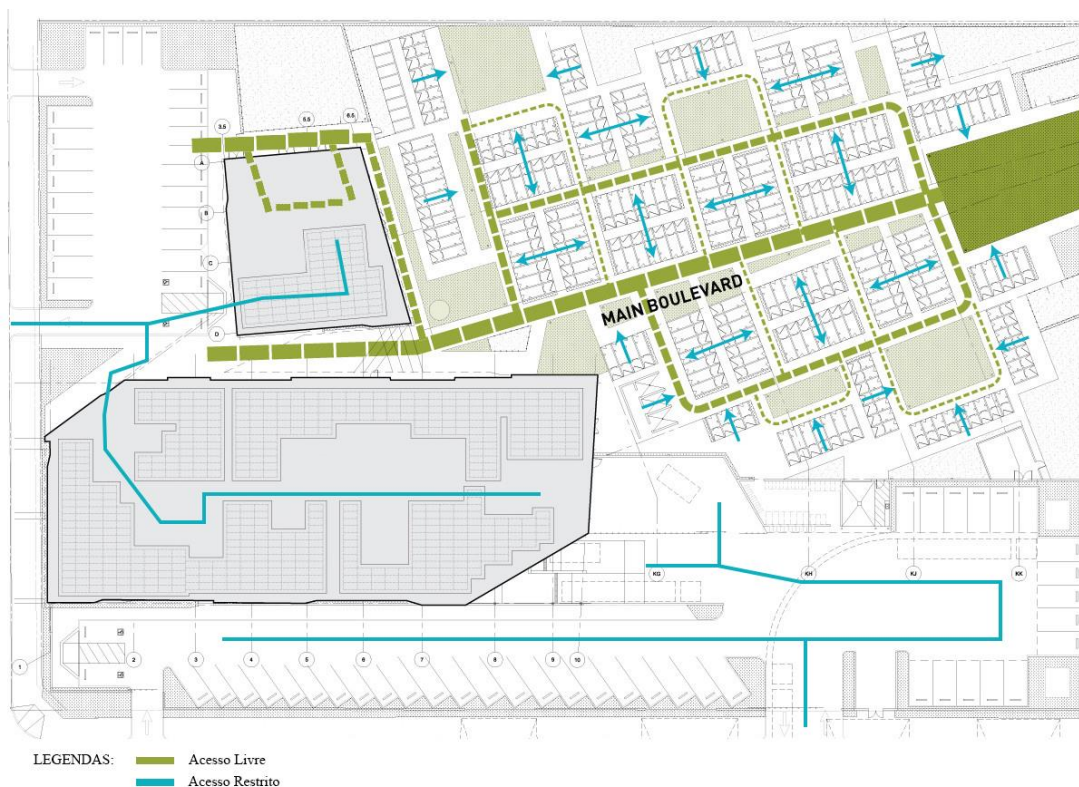 3.5
5.5
6.5
A
B
C
D
MAIN BOULEVARD
KG
KH
KJ
KK
1
2
3
4
5
6
7
8
9
10
LEGENDAS:
Acesso Livre
Acesso Restrito